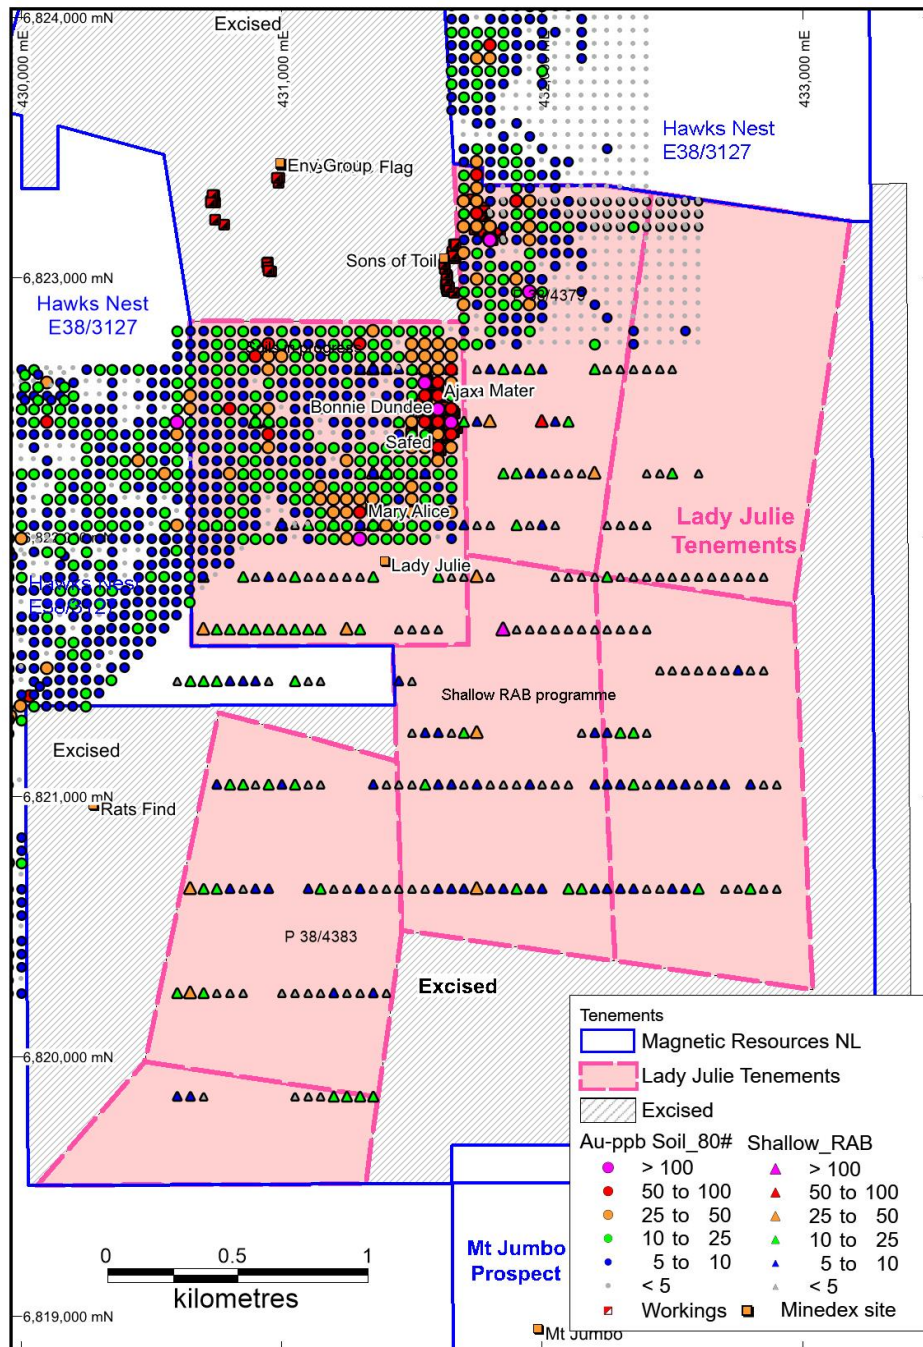 6,824,000 mN
Excised
430,000 mE
431,000 mE
433,000 mE
Hawks Nest
E38/3127
Env Group Flag
Sons of Toil
6,823,000 mN
Hawks Nest
E38/3127
Ajax
Mater
Bonnie Dundee
Safed
Mary Alice
Lady Julie
Tenements
Lady Julie
Hawks Nest
Shallow RAB programme
Excised
6,821,000 mN
Rats Find
P 38/4383
Excised
6,820,000 mN
Tenements
Magnetic Resources NL
Lady Julie Tenements
Excised
Au-ppb Soil_80# Shallow_RAB
> 100 > 100
50 to 100 50 to 100
25 to 50 25 to 50
10 to 25 10 to 25
5 to 10 5 to 10
< 5 < 5
Workings Minedex site
0 0.5 1
kilometres
Mt Jumbo
Prospect
6,819,000 mN
Mt Jumbo